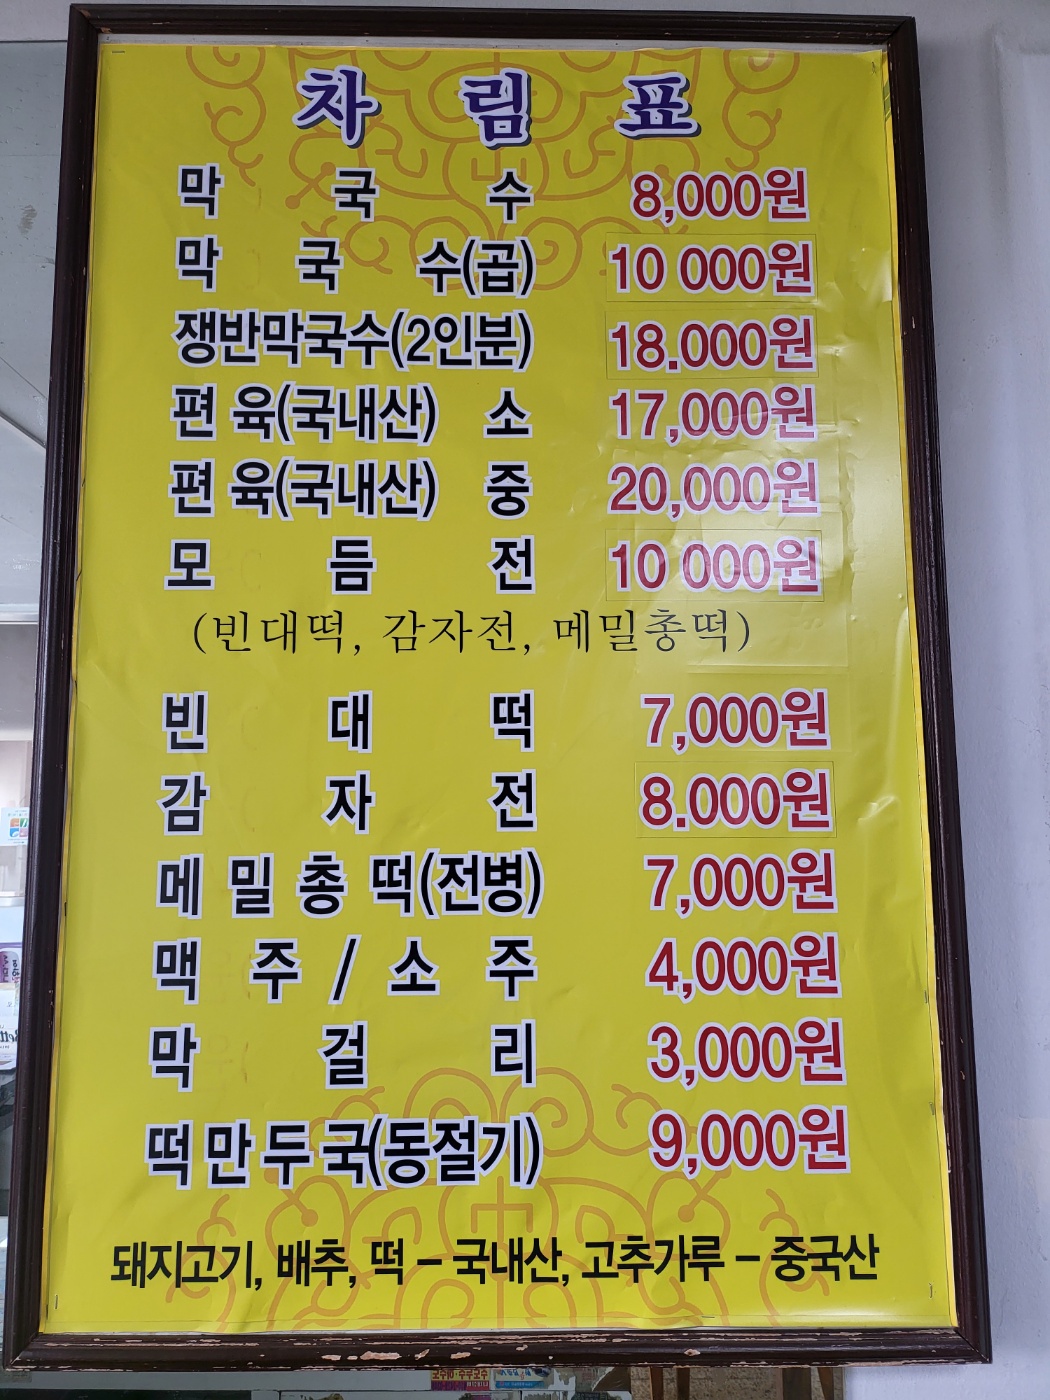 차림표
막국수 8,000원
막국수(곱) 10 000원
쟁반막국수(2인분) 18.000원
편육(국내산) 소 17,000원
편육(국내산) 중 20,000원
모듬전 10 000원
(빈대떡, 감자전, 메밀총떡)
빈대떡 7,000원
감자전 8.000원
메밀총떡(전병) 7,000원
맥주/소주 4,000원
막걸리 3,000원
떡만두국(동절기) 9,000원
돼지고기, 배추, 떡 – 국내산, 고추가루 – 중국산